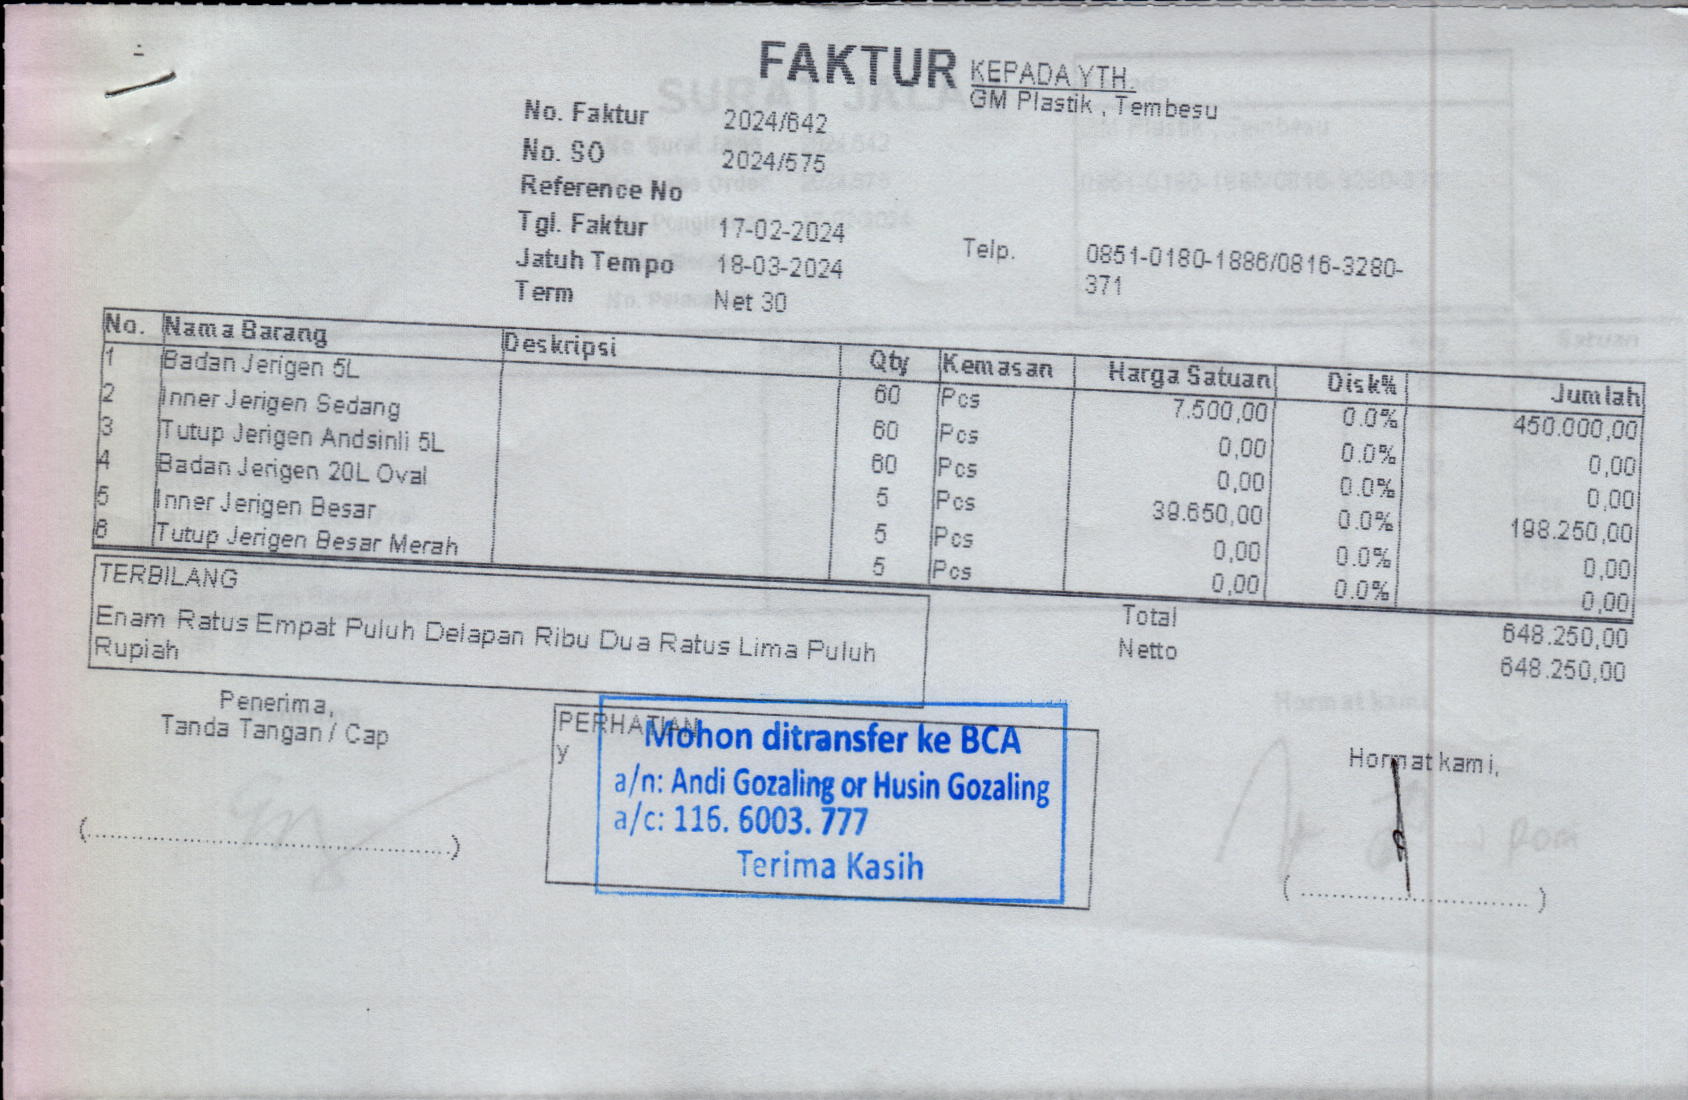 FAKTUR
KEPADA YTH.
GM Plastik , Tembesu
No. Faktur 2024/642
No. SO 2024/575
Reference No
Tgl. Faktur 17-02-2024
Jatuh Tempo 18-03-2024
Term Net 30
Telp. 0851-0180-1886/0816-3280-
371
No. Nama Barang Deskripsi Qty Kemasan Harga Satuan Disk% Jumlah
1 Badan Jerigen 5L 60 Pcs 7.500,00 0.0% 450.000,00
2 Inner Jerigen Sedang 60 Pcs 0,00 0.0% 0,00
3 Tutup Jerigen Andsinli 5L 60 Pcs 0,00 0.0% 0,00
4 Badan Jerigen 20L Oval 5 Pcs 39.650,00 0.0% 198.250,00
5 Inner Jerigen Besar 5 Pcs 0,00 0.0% 0,00
6 Tutup Jerigen Besar Merah 5 Pcs 0,00 0.0% 0,00
TERBILANG
Enam Ratus Empat Puluh Delapan Ribu Dua Ratus Lima Puluh
Rupiah
Total 648.250,00
Netto 648.250,00
Penerima,
Tanda Tangan / Cap
PERHATIAN
y
Mohon ditransfer ke BCA
a/n: Andi Gozaling or Husin Gozaling
a/c: 116. 6003. 777
Terima Kasih
Hormat kami,